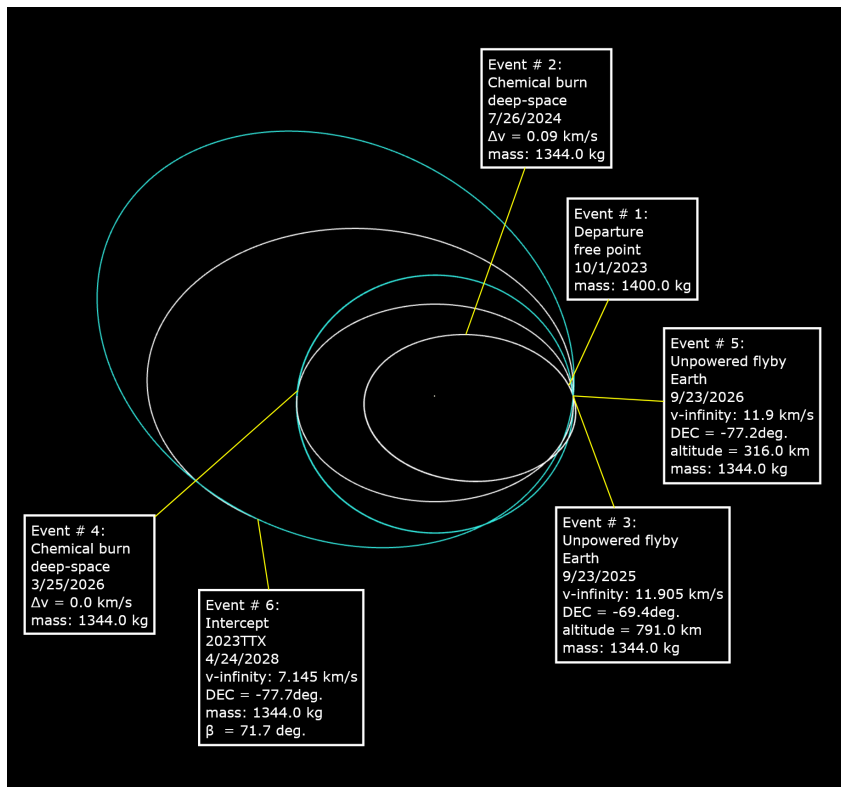 Event # 2:
Chemical burn
deep-space
7/26/2024
Δv = 0.09 km/s
mass: 1344.0 kg
Event # 1:
Departure
free point
10/1/2023
mass: 1400.0 kg
Event # 5:
Unpowered flyby
Earth
9/23/2026
v-infinity: 11.9 km/s
DEC = -77.2deg.
altitude = 316.0 km
mass: 1344.0 kg
Event # 4:
Chemical burn
deep-space
3/25/2026
Δv = 0.0 km/s
mass: 1344.0 kg
Event # 3:
Unpowered flyby
Earth
9/23/2025
v-infinity: 11.905 km/s
DEC = -69.4deg.
altitude = 791.0 km
mass: 1344.0 kg
Event # 6:
Intercept
2023TTX
4/24/2028
v-infinity: 7.145 km/s
DEC = -77.7deg.
mass: 1344.0 kg
β  = 71.7 deg.